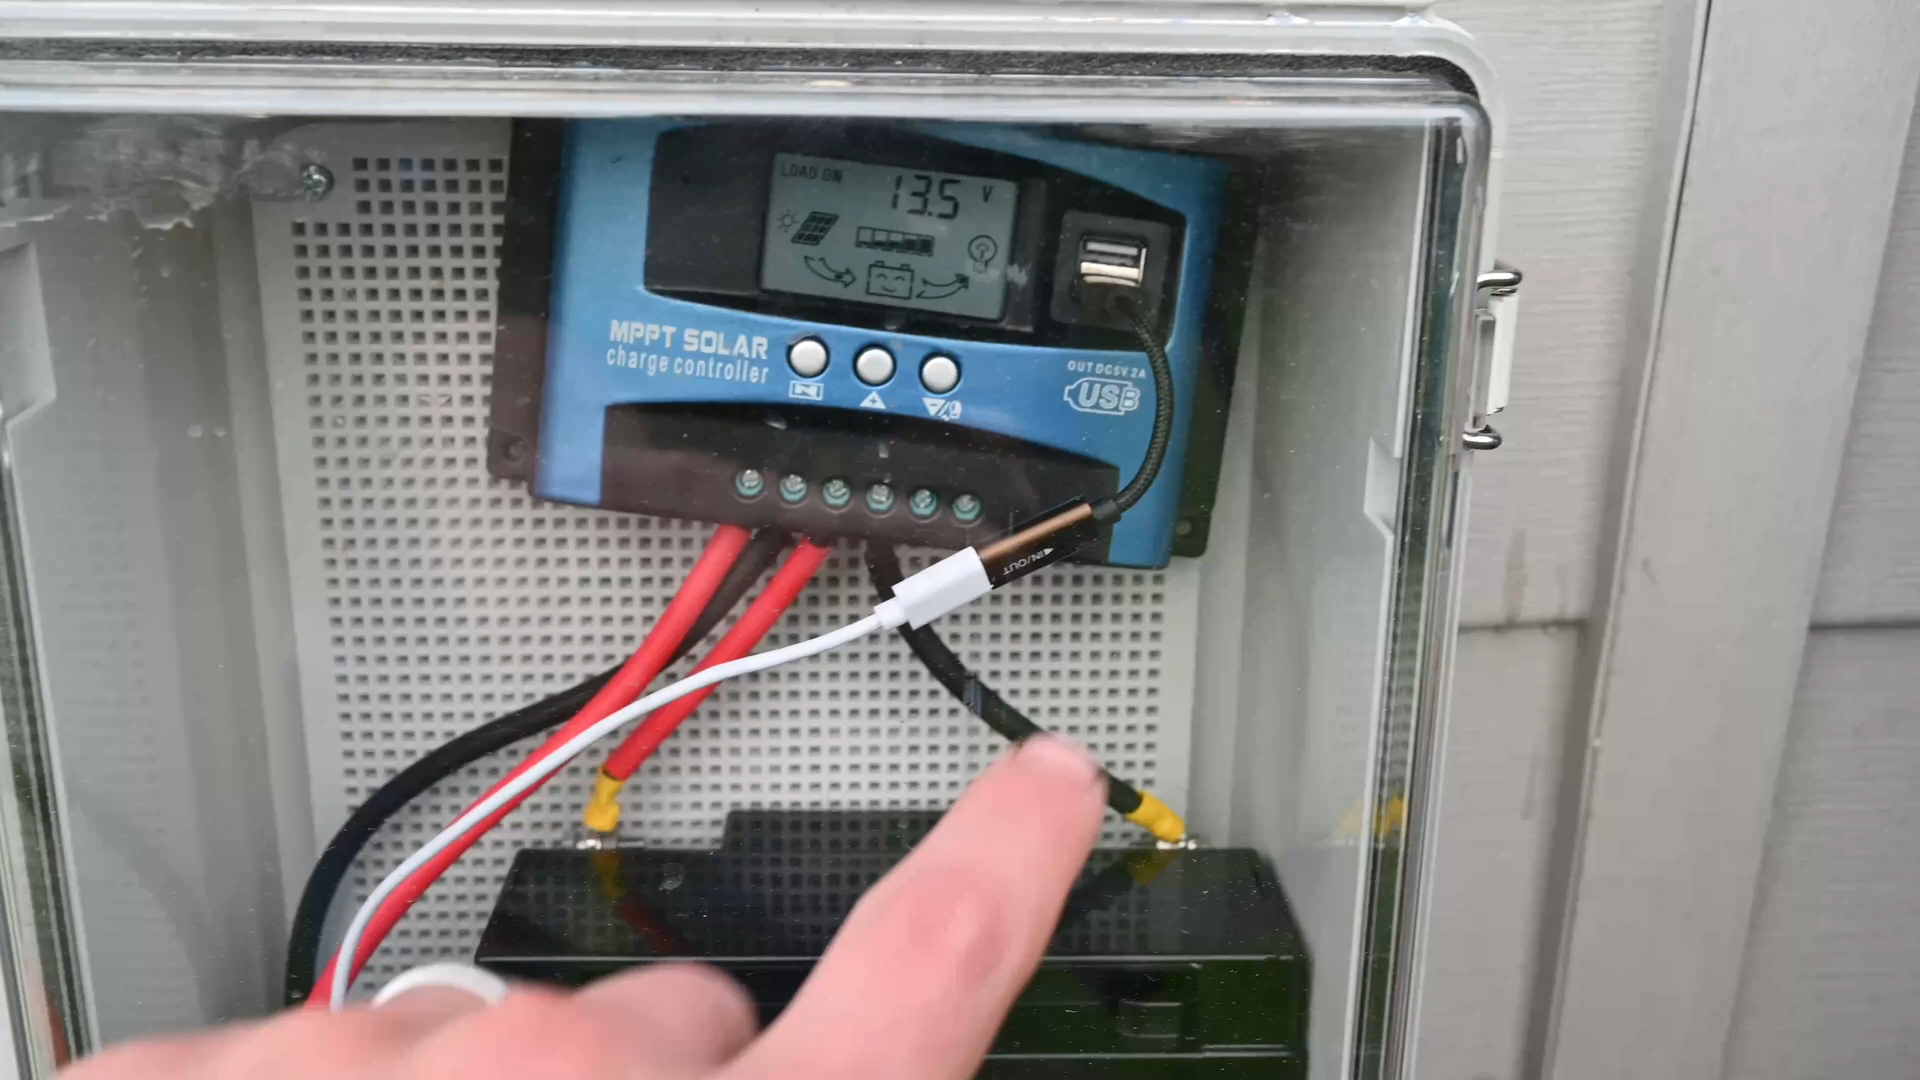 LOAD ON
13.5 V
MPPT SOLAR
charge controller
OUT DC5V 2A
USB
IN/OUT